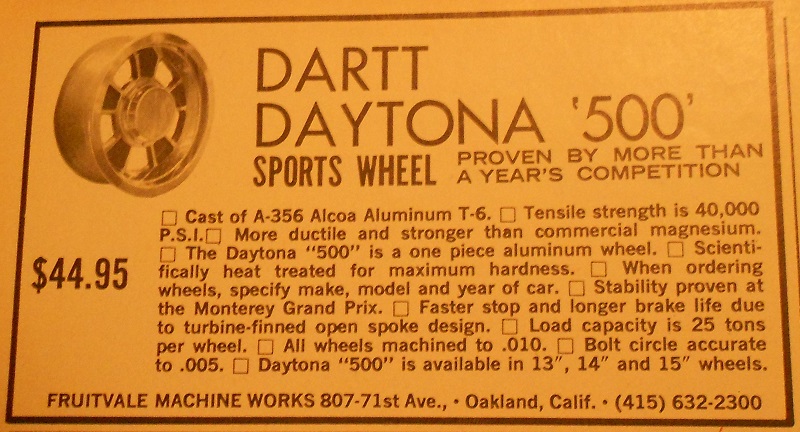 DARTT
DAYTONA '500'
SPORTS WHEEL PROVEN BY MORE THAN
A YEAR'S COMPETITION
$44.95
□ Cast of A-356 Alcoa Aluminum T-6. □ Tensile strength is 40,000
P.S.I.□ More ductile and stronger than commercial magnesium.
□ The Daytona "500" is a one piece aluminum wheel. □ Scienti-
fically heat treated for maximum hardness. □ When ordering
wheels, specify make, model and year of car. □ Stability proven at
the Monterey Grand Prix. □ Faster stop and longer brake life due
to turbine-finned open spoke design. □ Load capacity is 25 tons
per wheel. □ All wheels machined to .010. □ Bolt circle accurate
to .005. □ Daytona "500" is available in 13", 14" and 15" wheels.
FRUITVALE MACHINE WORKS 807-71st Ave., • Oakland, Calif. • (415) 632-2300